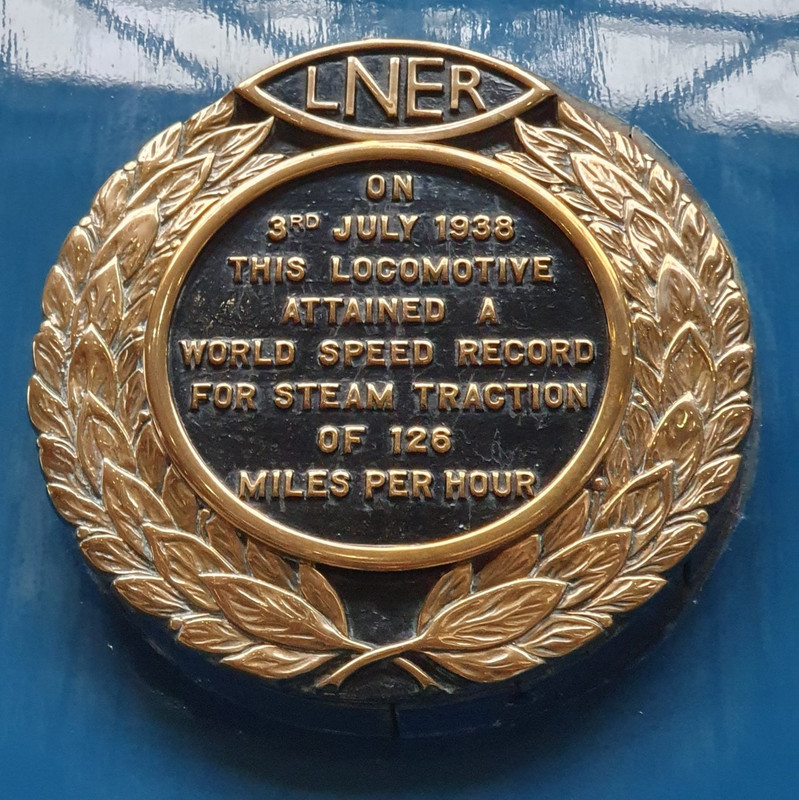 LNER
ON
3RD JULY 1938
THIS LOCOMOTIVE
ATTAINED A
WORLD SPEED RECORD
FOR STEAM TRACTION
OF 126
MILES PER HOUR